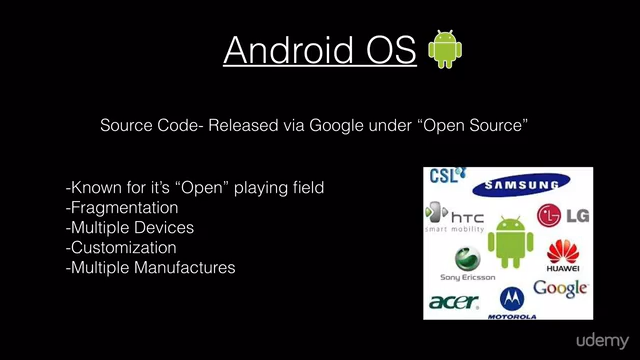 Android OS
Source Code- Released via Google under “Open Source”
-Known for it’s “Open” playing field
-Fragmentation
-Multiple Devices
-Customization
-Multiple Manufactures
CSL
SAMSUNG
hTC
smart mobility
LG
Sony Ericsson
HUAWEI
acer
MOTOROLA
Google
udemy